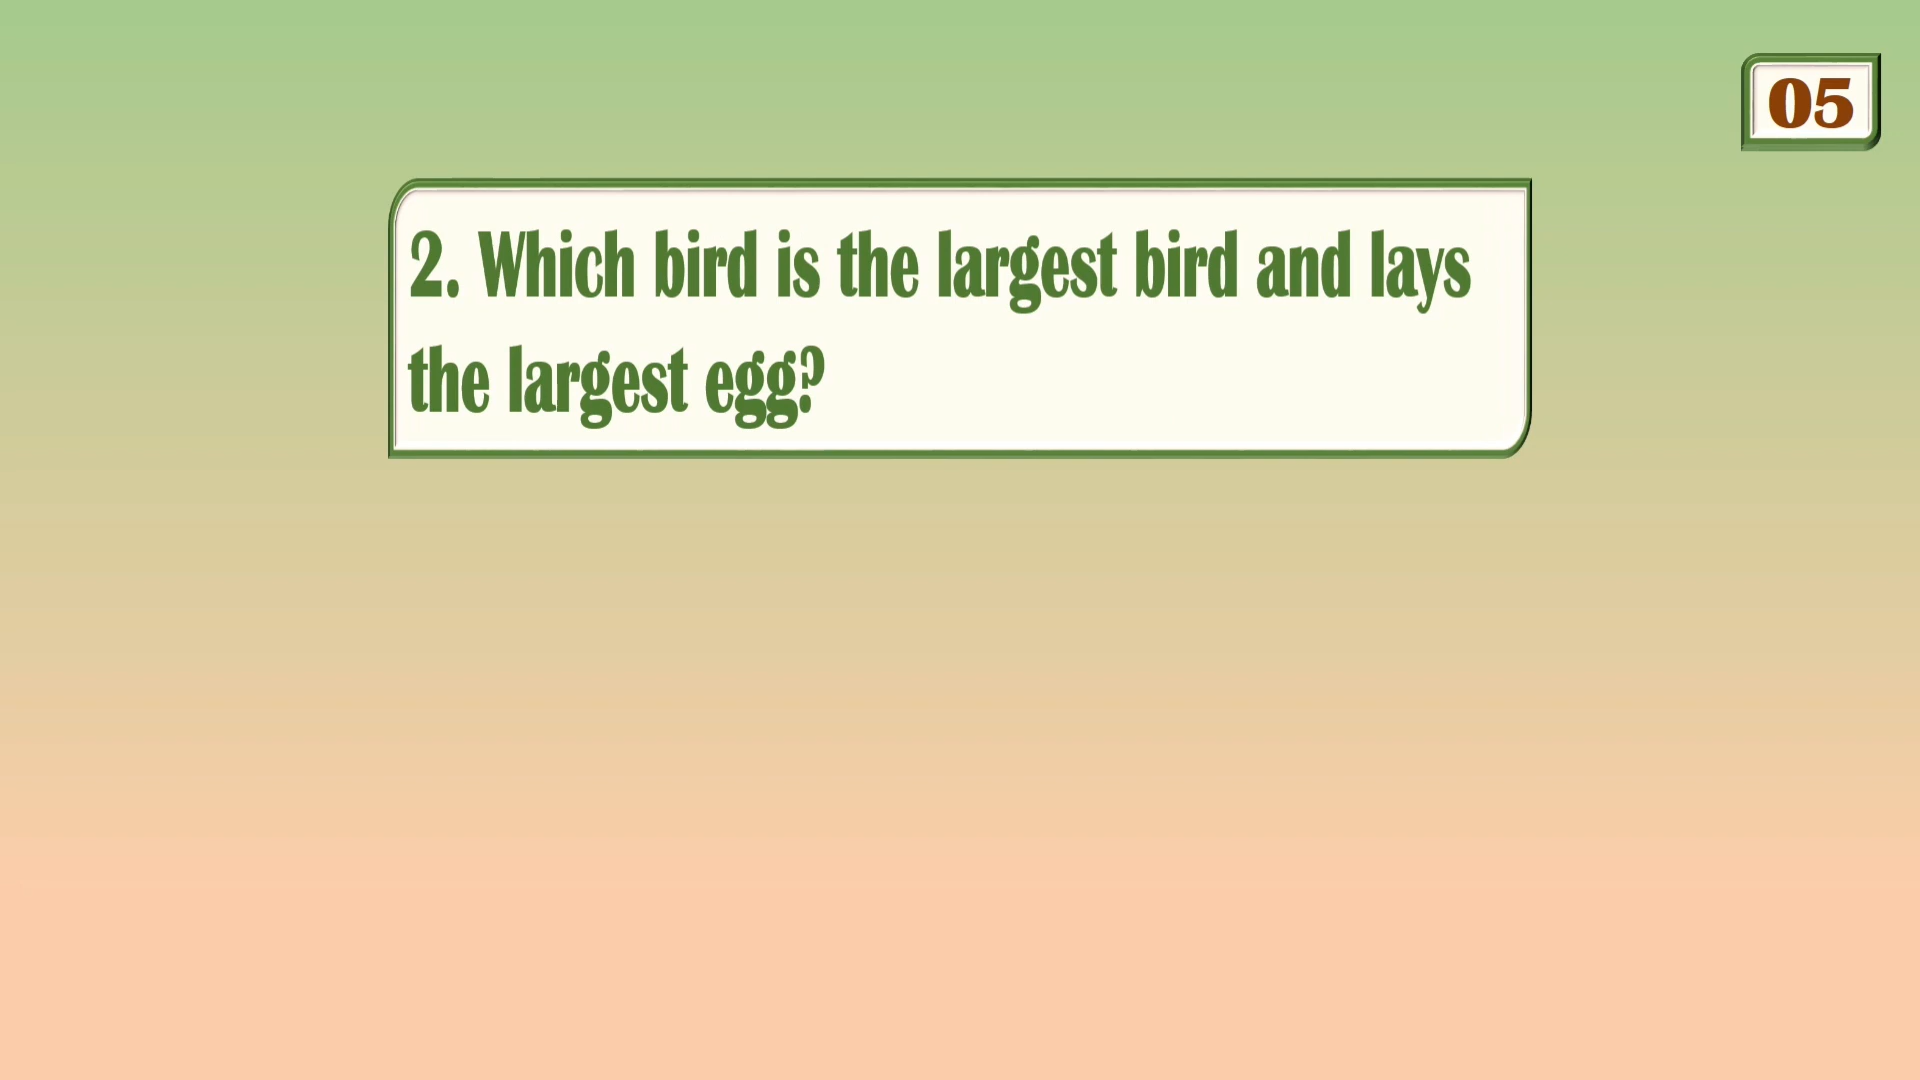 05
2. Which bird is the largest bird and lays
the largest egg?